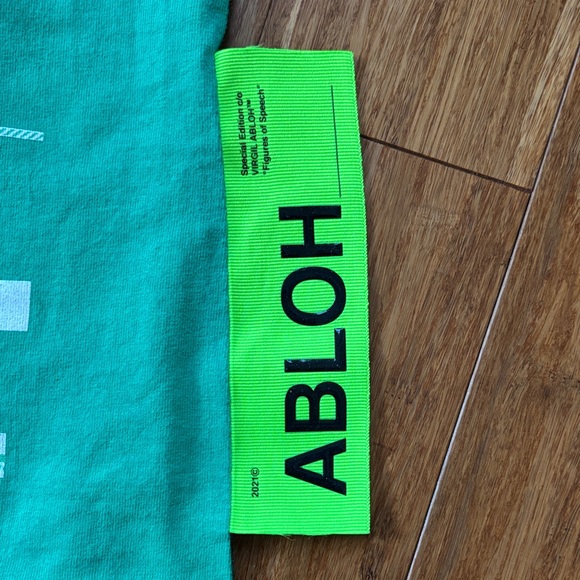 Special Edition c/o
VIRGIL ABLOH™
"Figures of Speech"
ABLOH
2021©